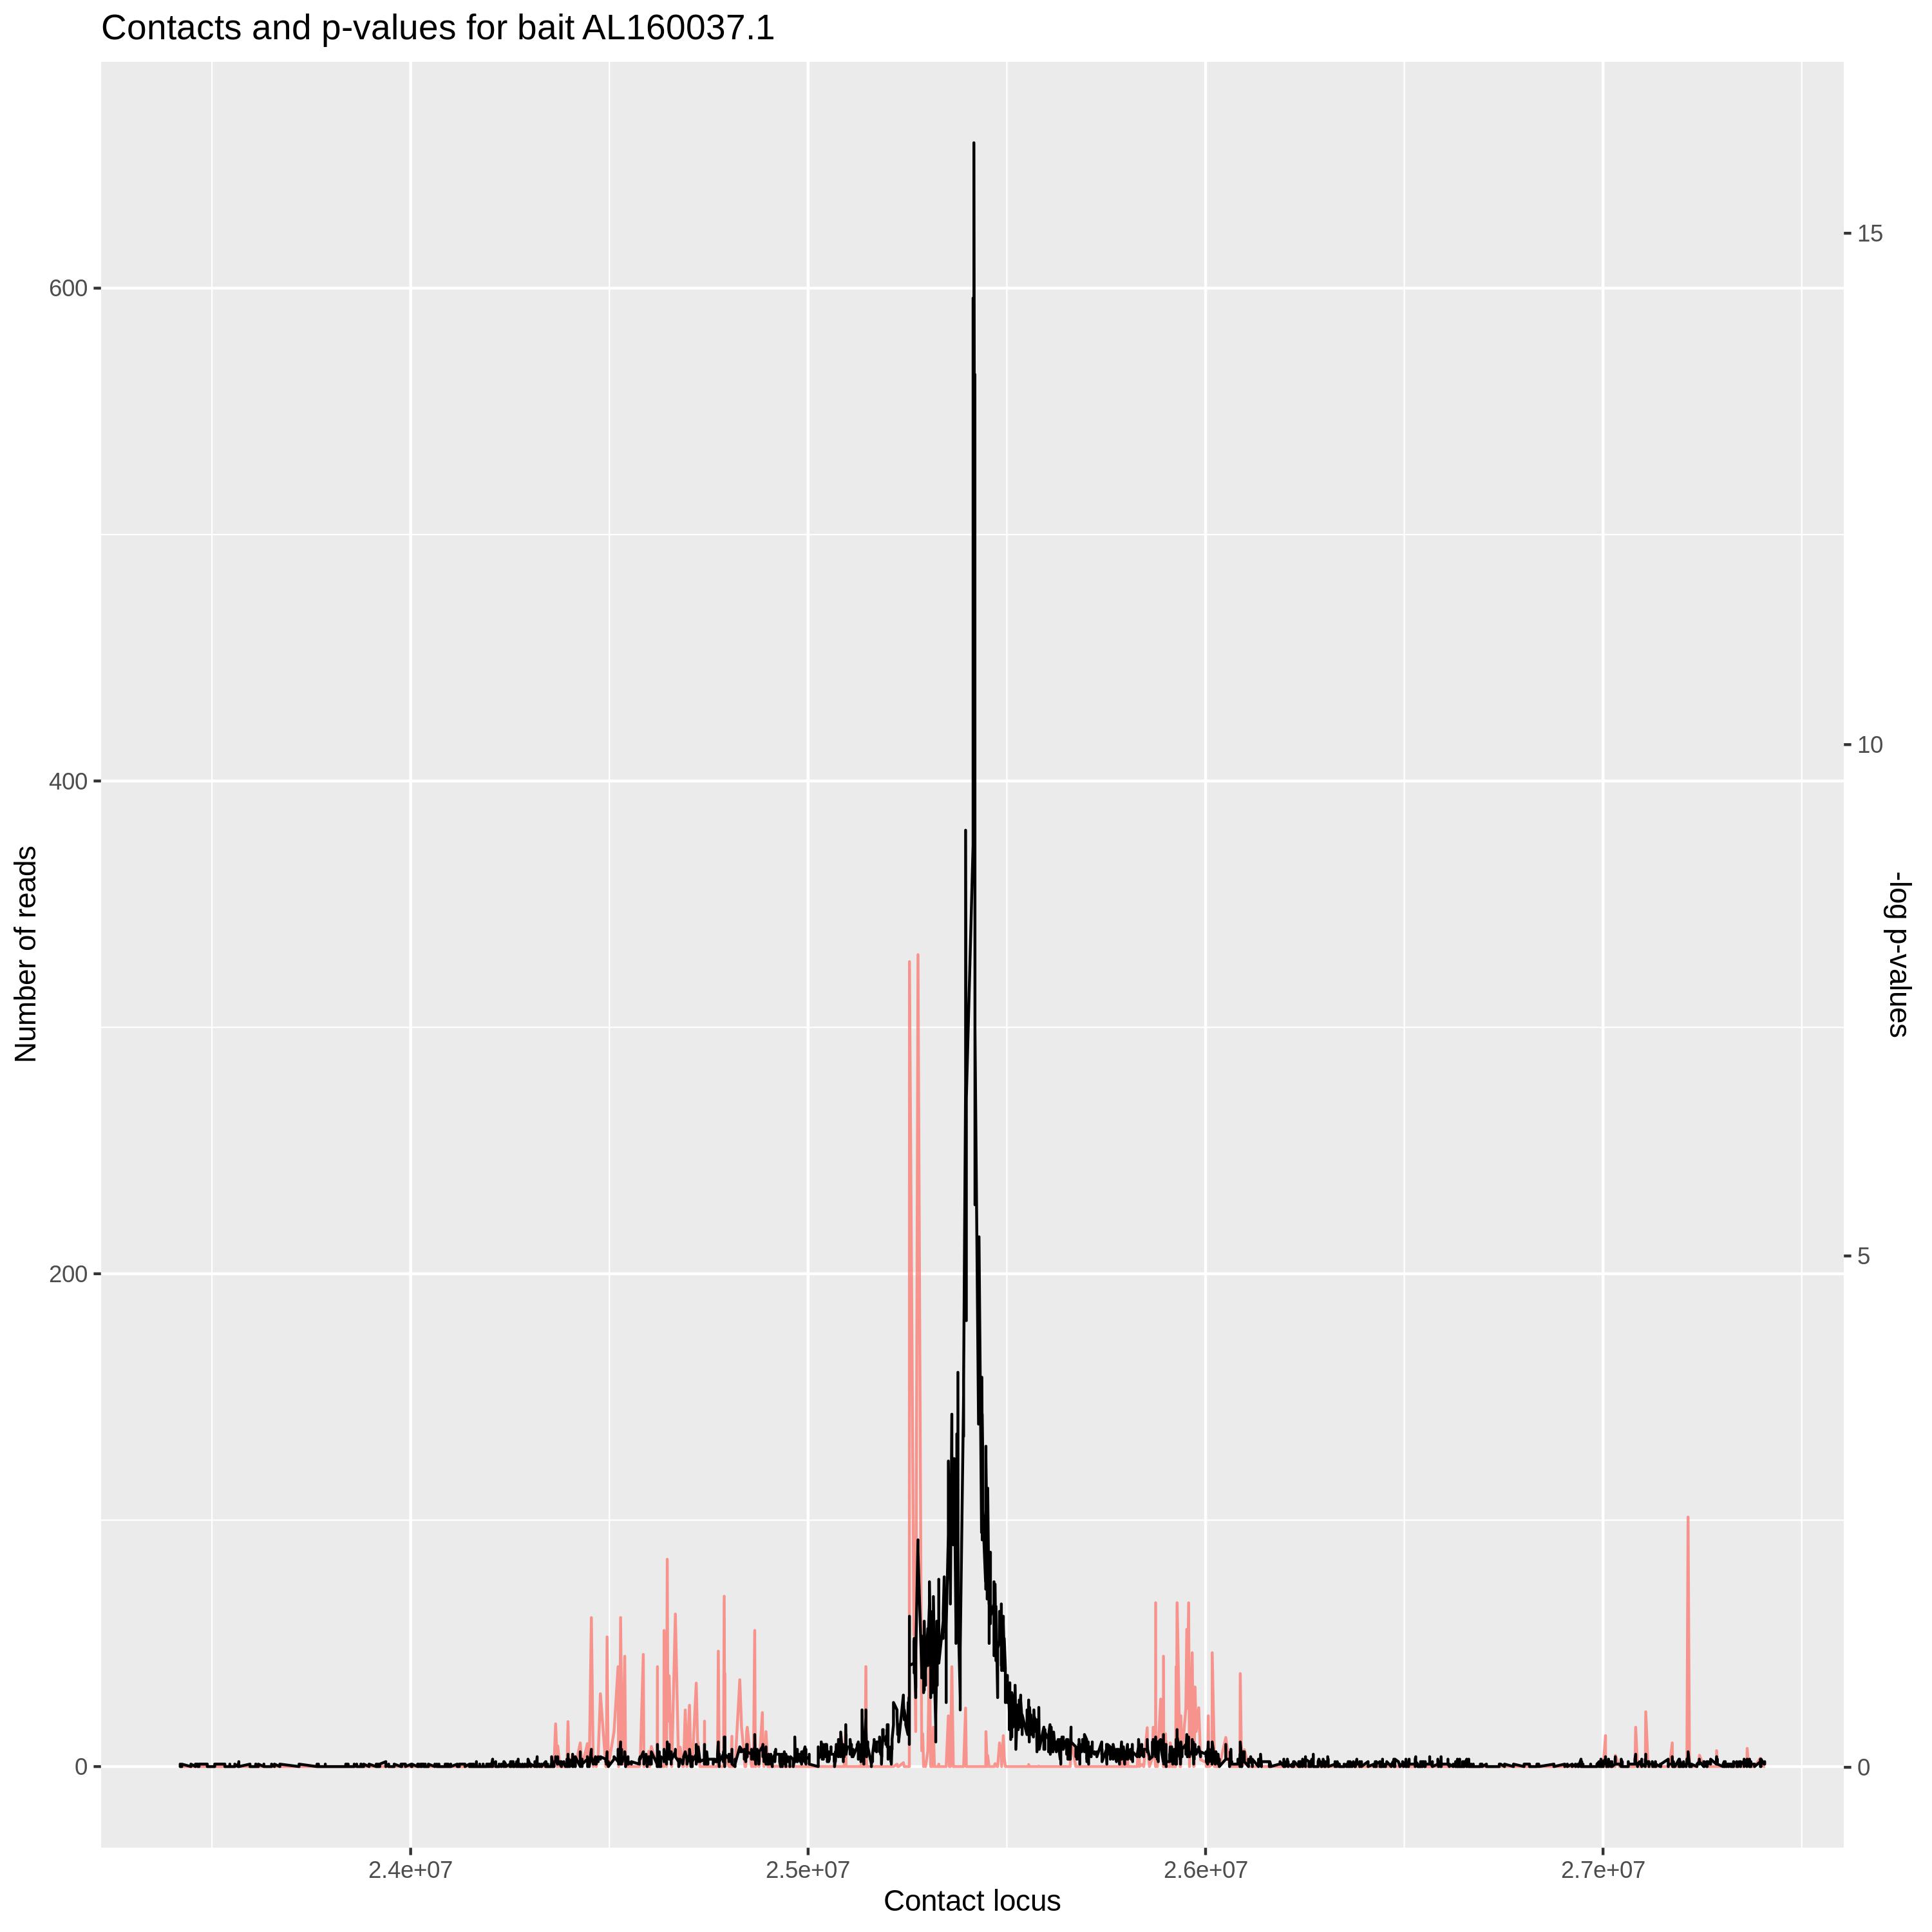 Contacts and p-values for bait AL160037.1
600
400
200
0
15
10
5
0
Number of reads
-log p-values
2.4e+07
2.5e+07
2.6e+07
2.7e+07
Contact locus